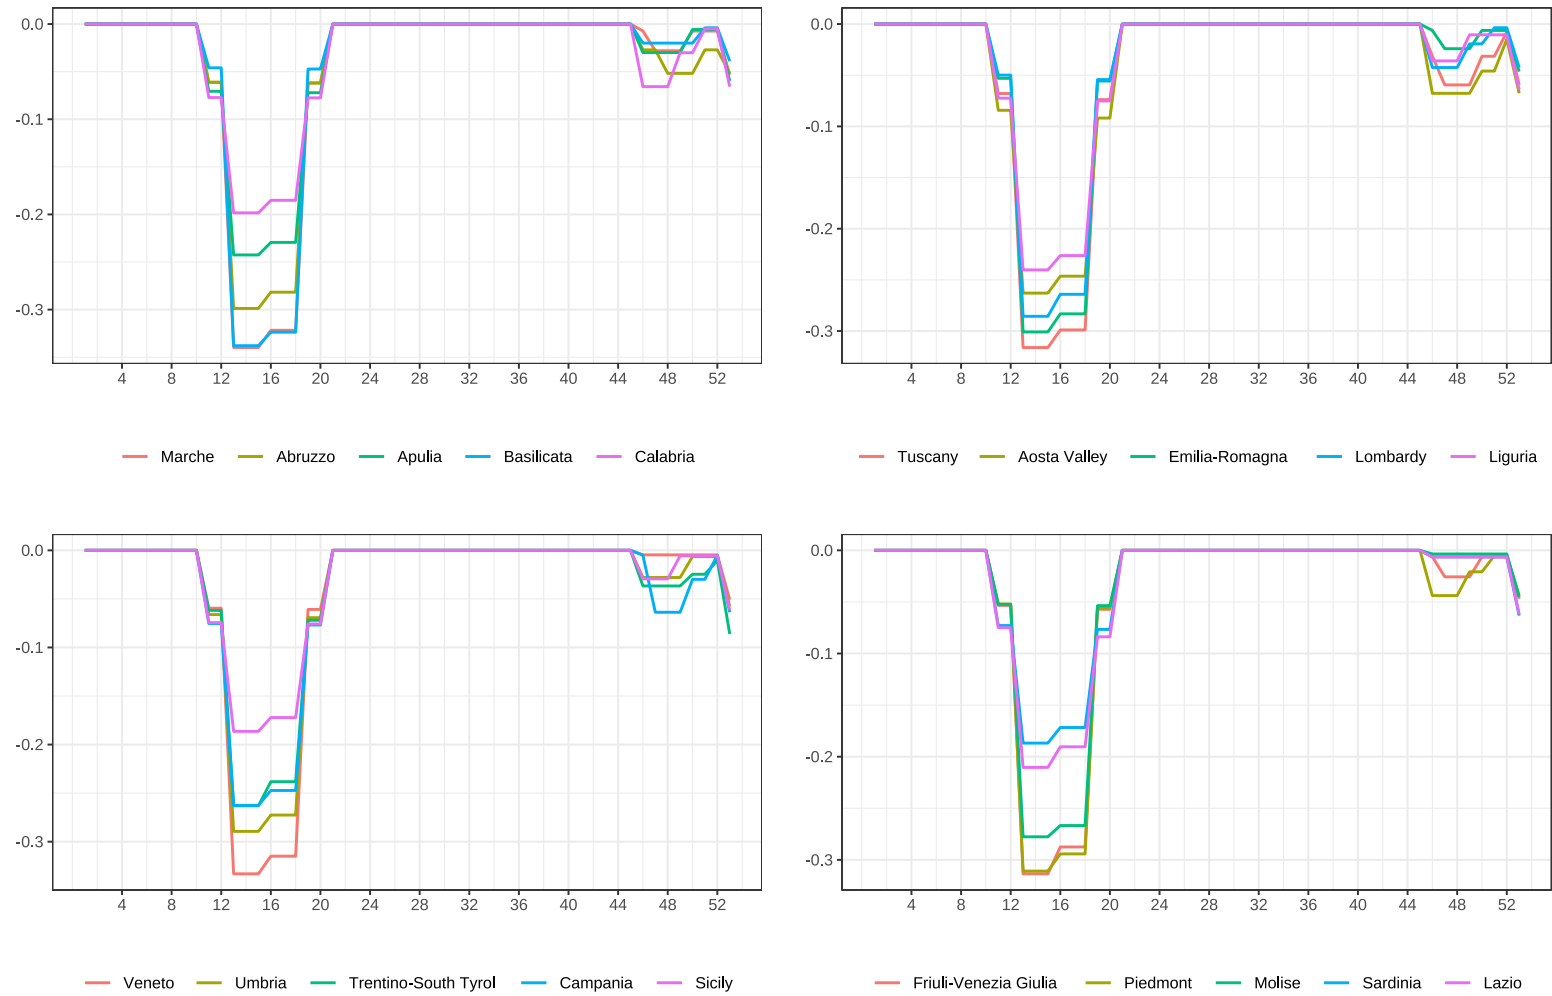 0.0
-0.1
-0.2
-0.3
4 8 12 16 20 24 28 32 36 40 44 48 52
Marche Abruzzo Apulia Basilicata Calabria
0.0
-0.1
-0.2
-0.3
4 8 12 16 20 24 28 32 36 40 44 48 52
Tuscany Aosta Valley Emilia-Romagna Lombardy Liguria
0.0
-0.1
-0.2
-0.3
4 8 12 16 20 24 28 32 36 40 44 48 52
Veneto Umbria Trentino-South Tyrol Campania Sicily
0.0
-0.1
-0.2
-0.3
4 8 12 16 20 24 28 32 36 40 44 48 52
Friuli-Venezia Giulia Piedmont Molise Sardinia Lazio